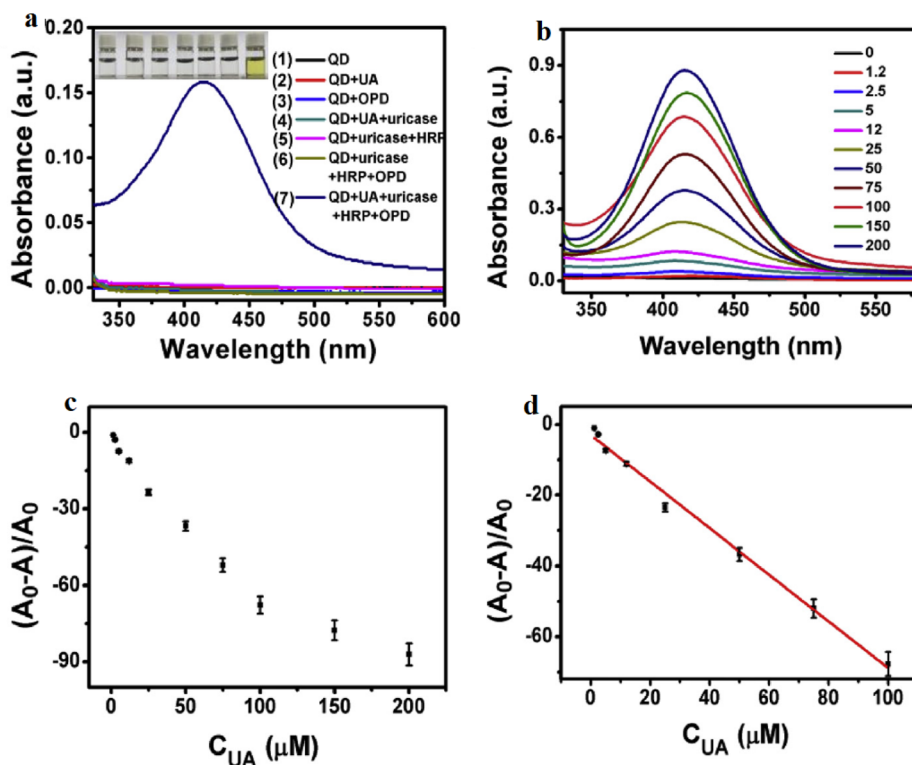 a
Absorbance (a.u.)
0.20
0.15
0.10
0.05
0.00
350
400
450
500
550
600
Wavelength (nm)
(1) QD
(2) QD+UA
(3) QD+OPD
(4) QD+UA+uricase
(5) QD+uricase+HRP
(6) QD+uricase
+HRP+OPD
(7) QD+UA+uricase
+HRP+OPD
b
Absorbance (a.u.)
0.9
0.6
0.3
0.0
350
400
450
500
550
Wavelength (nm)
0
1.2
2.5
5
12
25
50
75
100
150
200
c
(A0-A)/A0
0
-30
-60
-90
0
50
100
150
200
CUA (μM)
d
(A0-A)/A0
0
-20
-40
-60
0
20
40
60
80
100
CUA (μM)